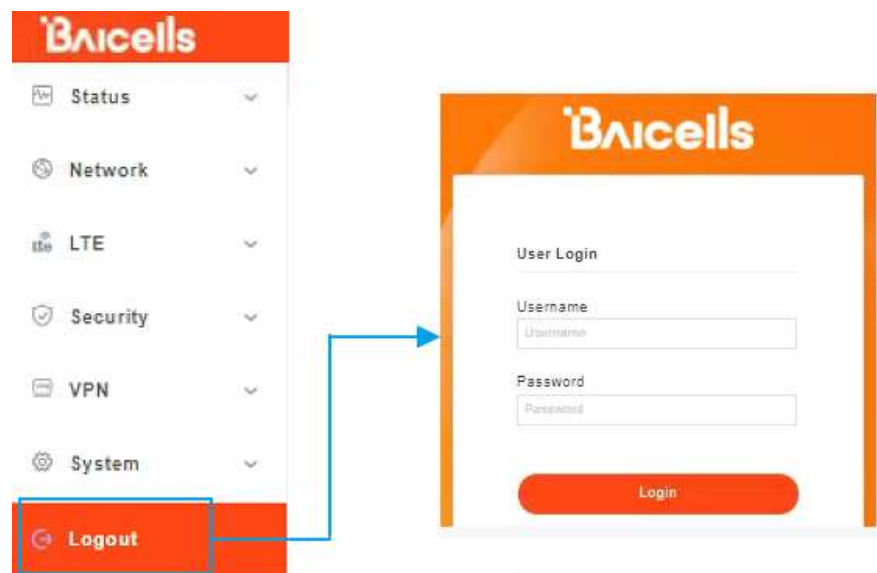 Baicells
Status
Network
LTE
Security
VPN
System
Logout
Baicells
User Login
Username
Username
Password
Password
Login